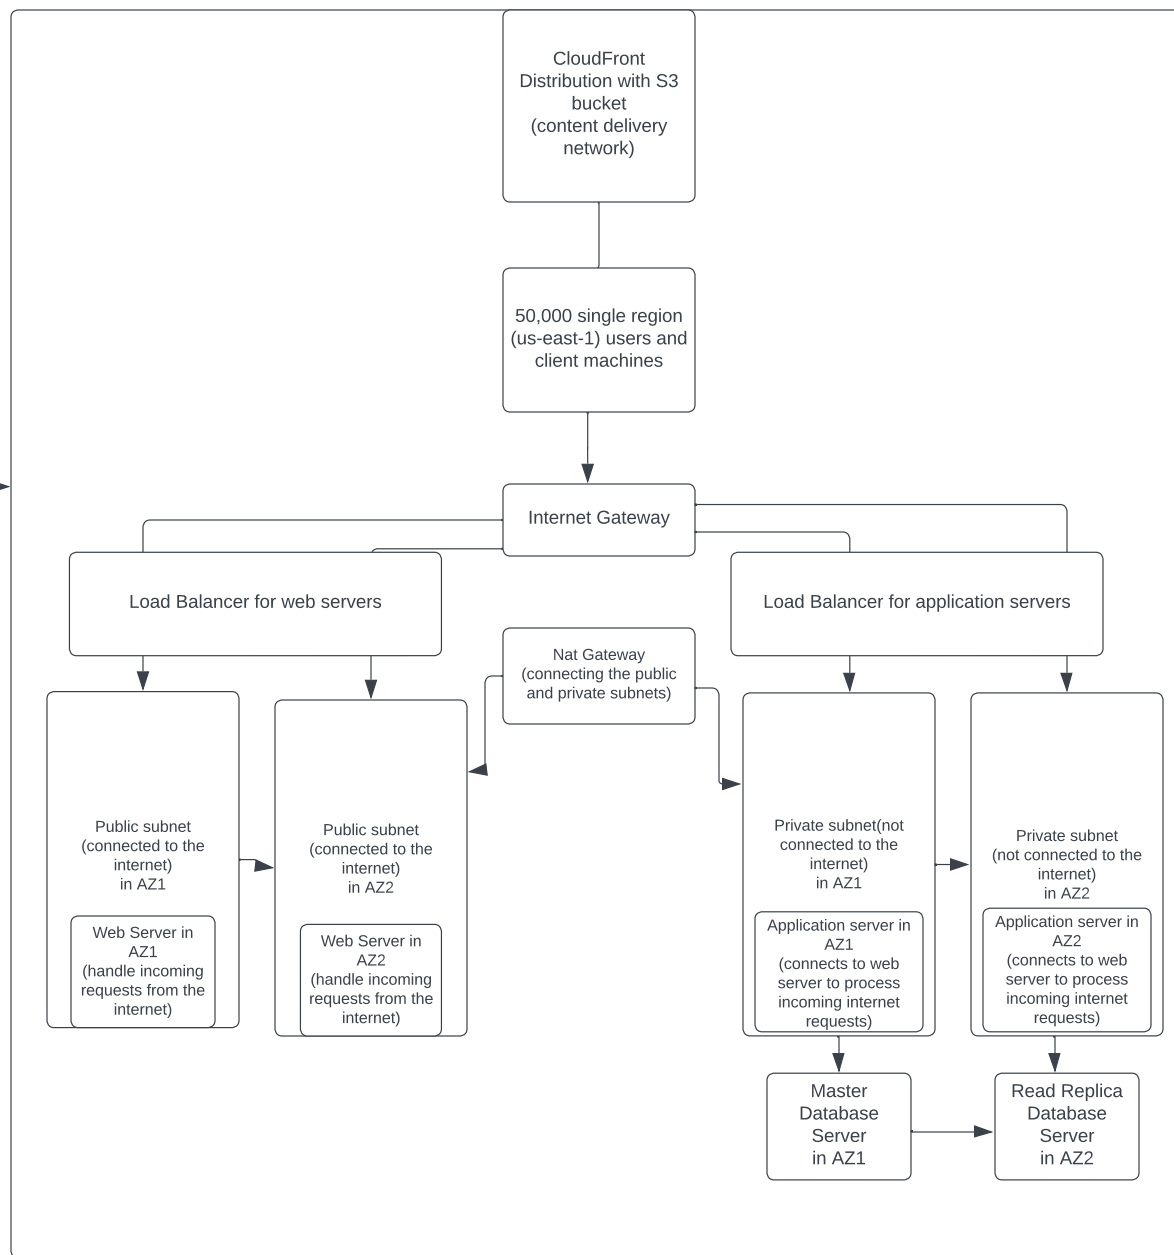 CloudFront
Distribution with S3
bucket
(content delivery
network)
50,000 single region
(us-east-1) users and
client machines
Internet Gateway
Load Balancer for web servers
Load Balancer for application servers
Nat Gateway
(connecting the public
and private subnets)
Public subnet
(connected to the
internet)
in AZ1
Web Server in
AZ1
(handle incoming
requests from the
internet)
Public subnet
(connected to the
internet)
in AZ2
Web Server in
AZ2
(handle incoming
requests from the
internet)
Private subnet(not
connected to the
internet)
in AZ1
Application server in
AZ1
(connects to web
server to process
incoming internet
requests)
Private subnet
(not connected to the
internet)
in AZ2
Application server in
AZ2
(connects to web
server to process
incoming internet
requests)
Master
Database
Server
in AZ1
Read Replica
Database
Server
in AZ2